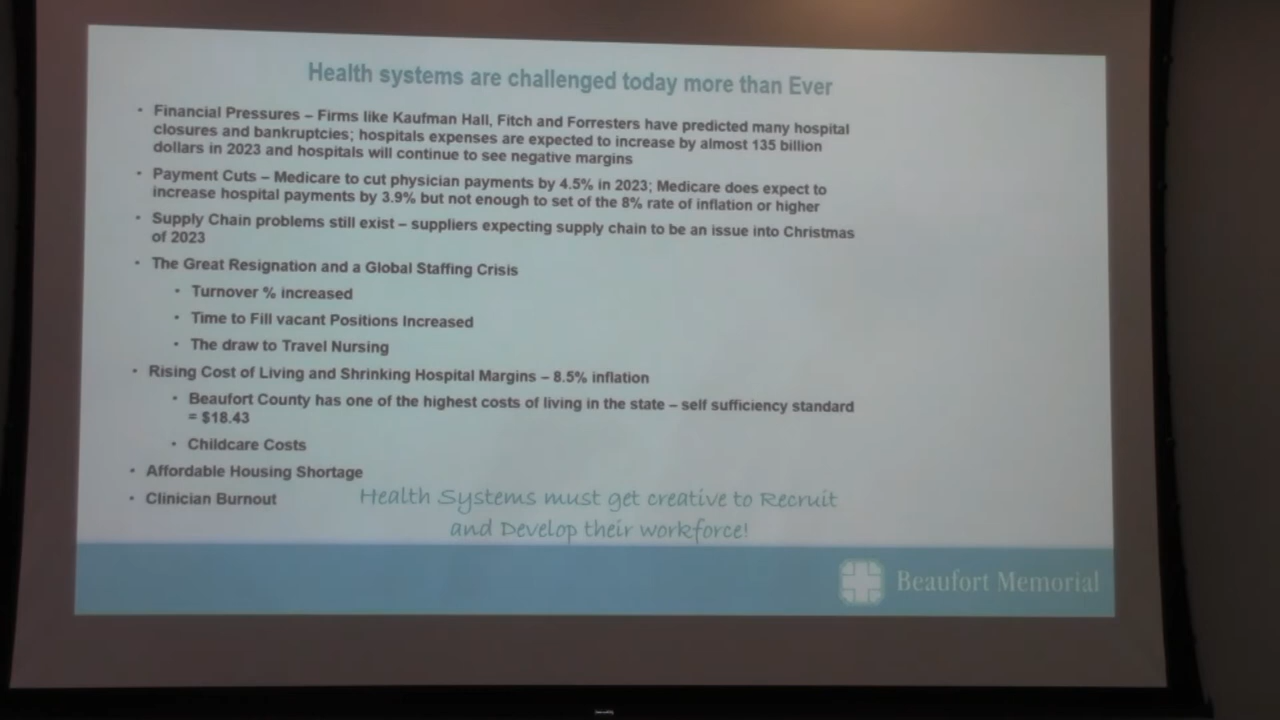 Health systems are challenged today more than Ever
• Financial Pressures – Firms like Kaufman Hall, Fitch and Forresters have predicted many hospital
closures and bankruptcies; hospitals expenses are expected to increase by almost 135 billion
dollars in 2023 and hospitals will continue to see negative margins
• Payment Cuts – Medicare to cut physician payments by 4.5% in 2023; Medicare does expect to
increase hospital payments by 3.9% but not enough to set of the 8% rate of inflation or higher
• Supply Chain problems still exist – suppliers expecting supply chain to be an issue into Christmas
of 2023
• The Great Resignation and a Global Staffing Crisis
• Turnover % increased
• Time to Fill vacant Positions Increased
• The draw to Travel Nursing
• Rising Cost of Living and Shrinking Hospital Margins – 8.5% inflation
• Beaufort County has one of the highest costs of living in the state – self sufficiency standard
= $18.43
• Childcare Costs
• Affordable Housing Shortage
• Clinician Burnout
Health Systems must get creative to Recruit
and Develop their workforce!
Beaufort Memorial